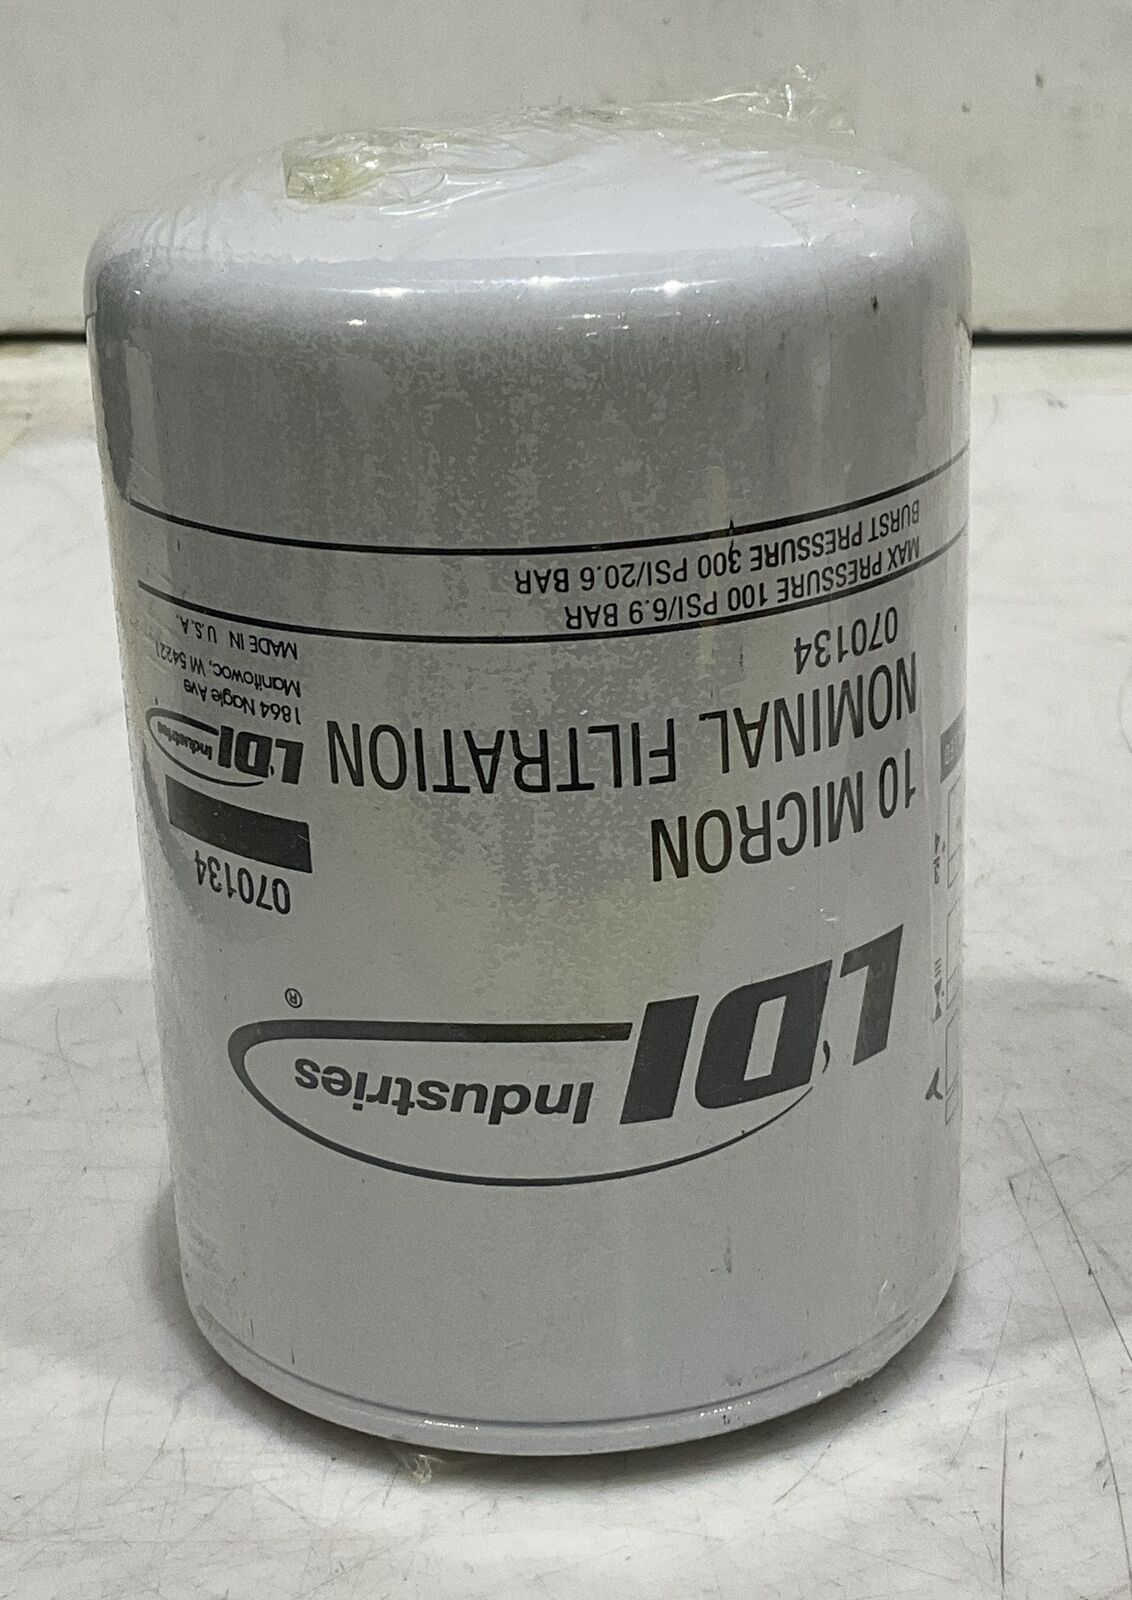 LDI
Industries
®
10 MICRON
NOMINAL FILTRATION
070134
MAX PRESSURE 100 PSI/6.9 BAR
BURST PRESSURE 300 PSI/20.6 BAR
070134
LDI
Industries
1864 Nagle Ave
Manitowoc, WI 54221
MADE IN U.S.A.